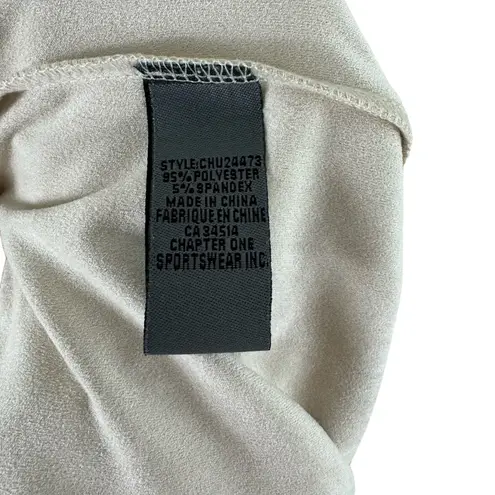 STYLE:CHU24473
95% POLYESTER
5% SPANDEX
MADE IN CHINA
FABRIQUE EN CHINE
CA 34514
CHAPTER ONE
SPORTSWEAR INC.